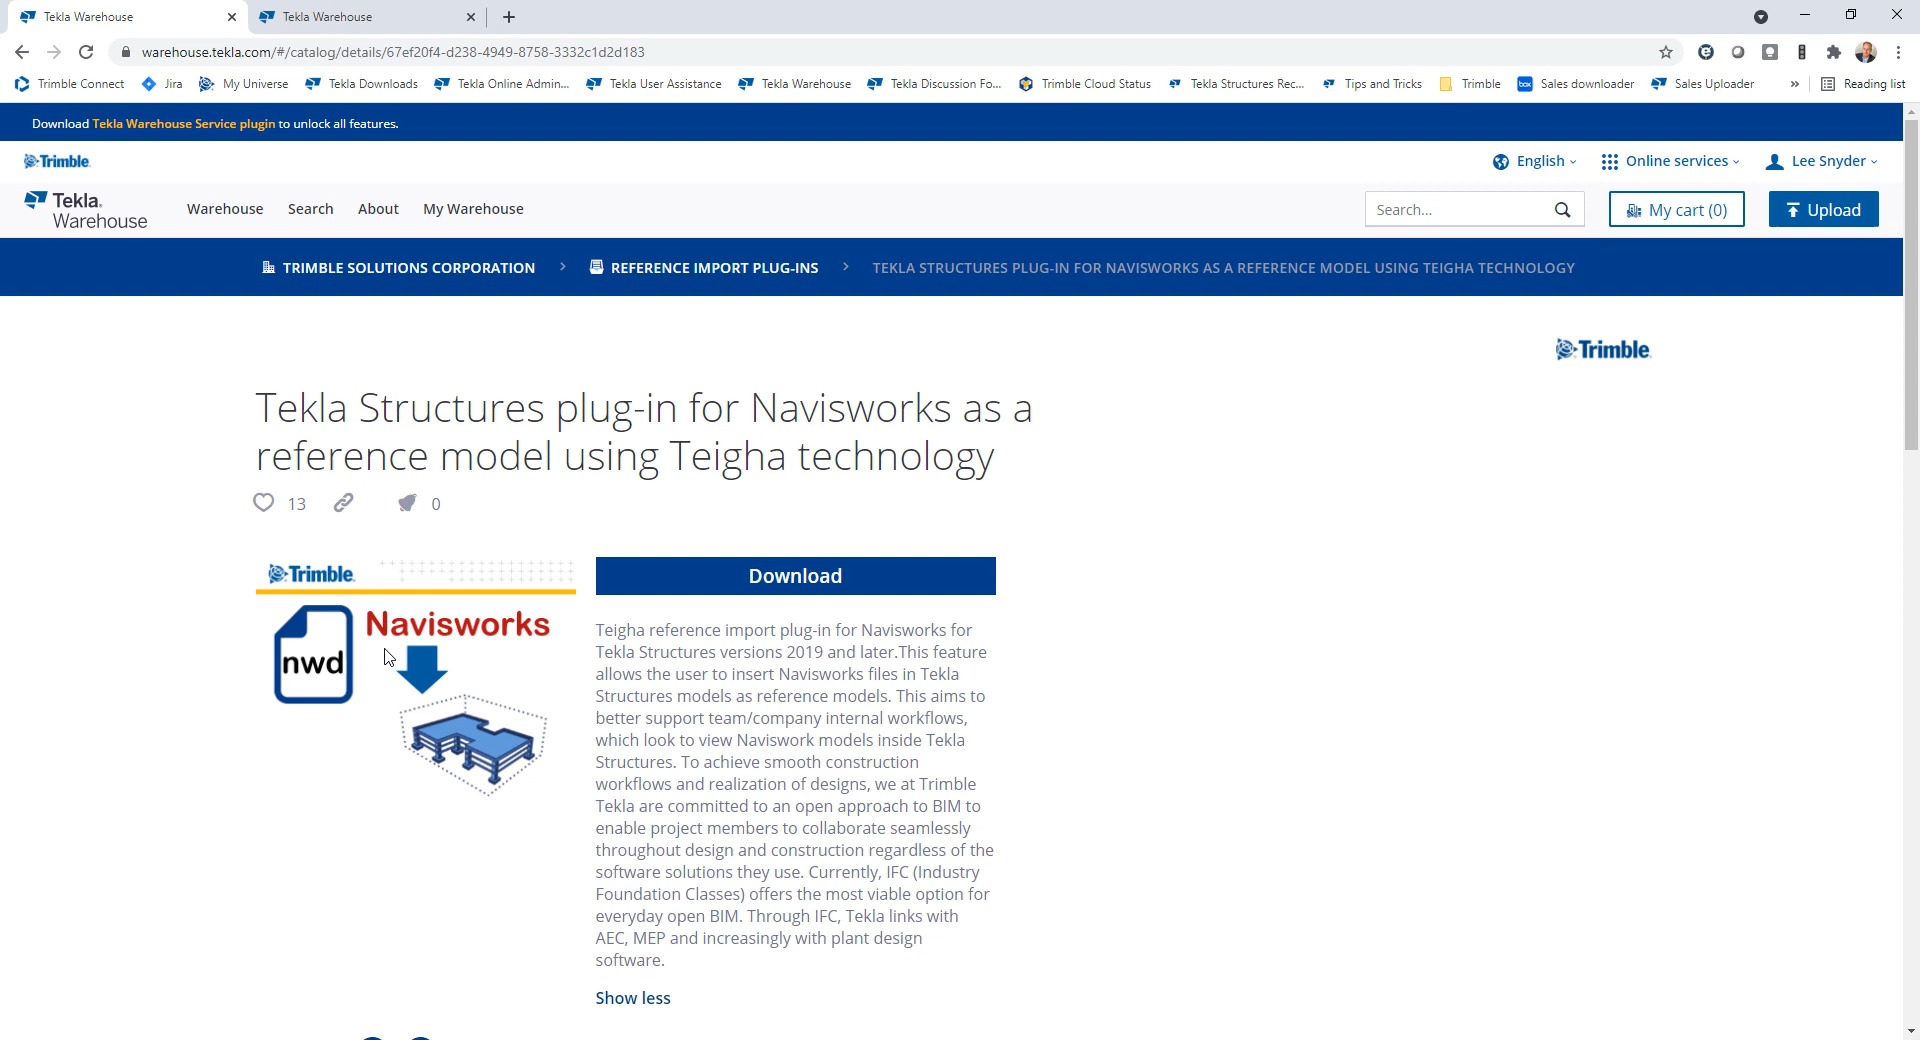 Tekla Warehouse
Tekla Warehouse
warehouse.tekla.com/#/catalog/details/67ef20f4-d238-4949-8758-3332c1d2d183
Trimble Connect
Jira
My Universe
Tekla Downloads
Tekla Online Admin...
Tekla User Assistance
Tekla Warehouse
Tekla Discussion Fo...
Trimble Cloud Status
Tekla Structures Rec...
Tips and Tricks
Trimble
box
Sales downloader
Sales Uploader
»
Reading list
Download Tekla Warehouse Service plugin to unlock all features.
Trimble
English
Online services
Lee Snyder
Tekla
Warehouse
Warehouse
Search
About
My Warehouse
Search...
My cart (0)
Upload
TRIMBLE SOLUTIONS CORPORATION > REFERENCE IMPORT PLUG-INS > TEKLA STRUCTURES PLUG-IN FOR NAVISWORKS AS A REFERENCE MODEL USING TEIGHA TECHNOLOGY
Trimble
Tekla Structures plug-in for Navisworks as a
reference model using Teigha technology
13
0
Trimble
Navisworks
nwd
Download
Teigha reference import plug-in for Navisworks for
Tekla Structures versions 2019 and later.This feature
allows the user to insert Navisworks files in Tekla
Structures models as reference models. This aims to
better support team/company internal workflows,
which look to view Naviswork models inside Tekla
Structures. To achieve smooth construction
workflows and realization of designs, we at Trimble
Tekla are committed to an open approach to BIM to
enable project members to collaborate seamlessly
throughout design and construction regardless of the
software solutions they use. Currently, IFC (Industry
Foundation Classes) offers the most viable option for
everyday open BIM. Through IFC, Tekla links with
AEC, MEP and increasingly with plant design
software.
Show less